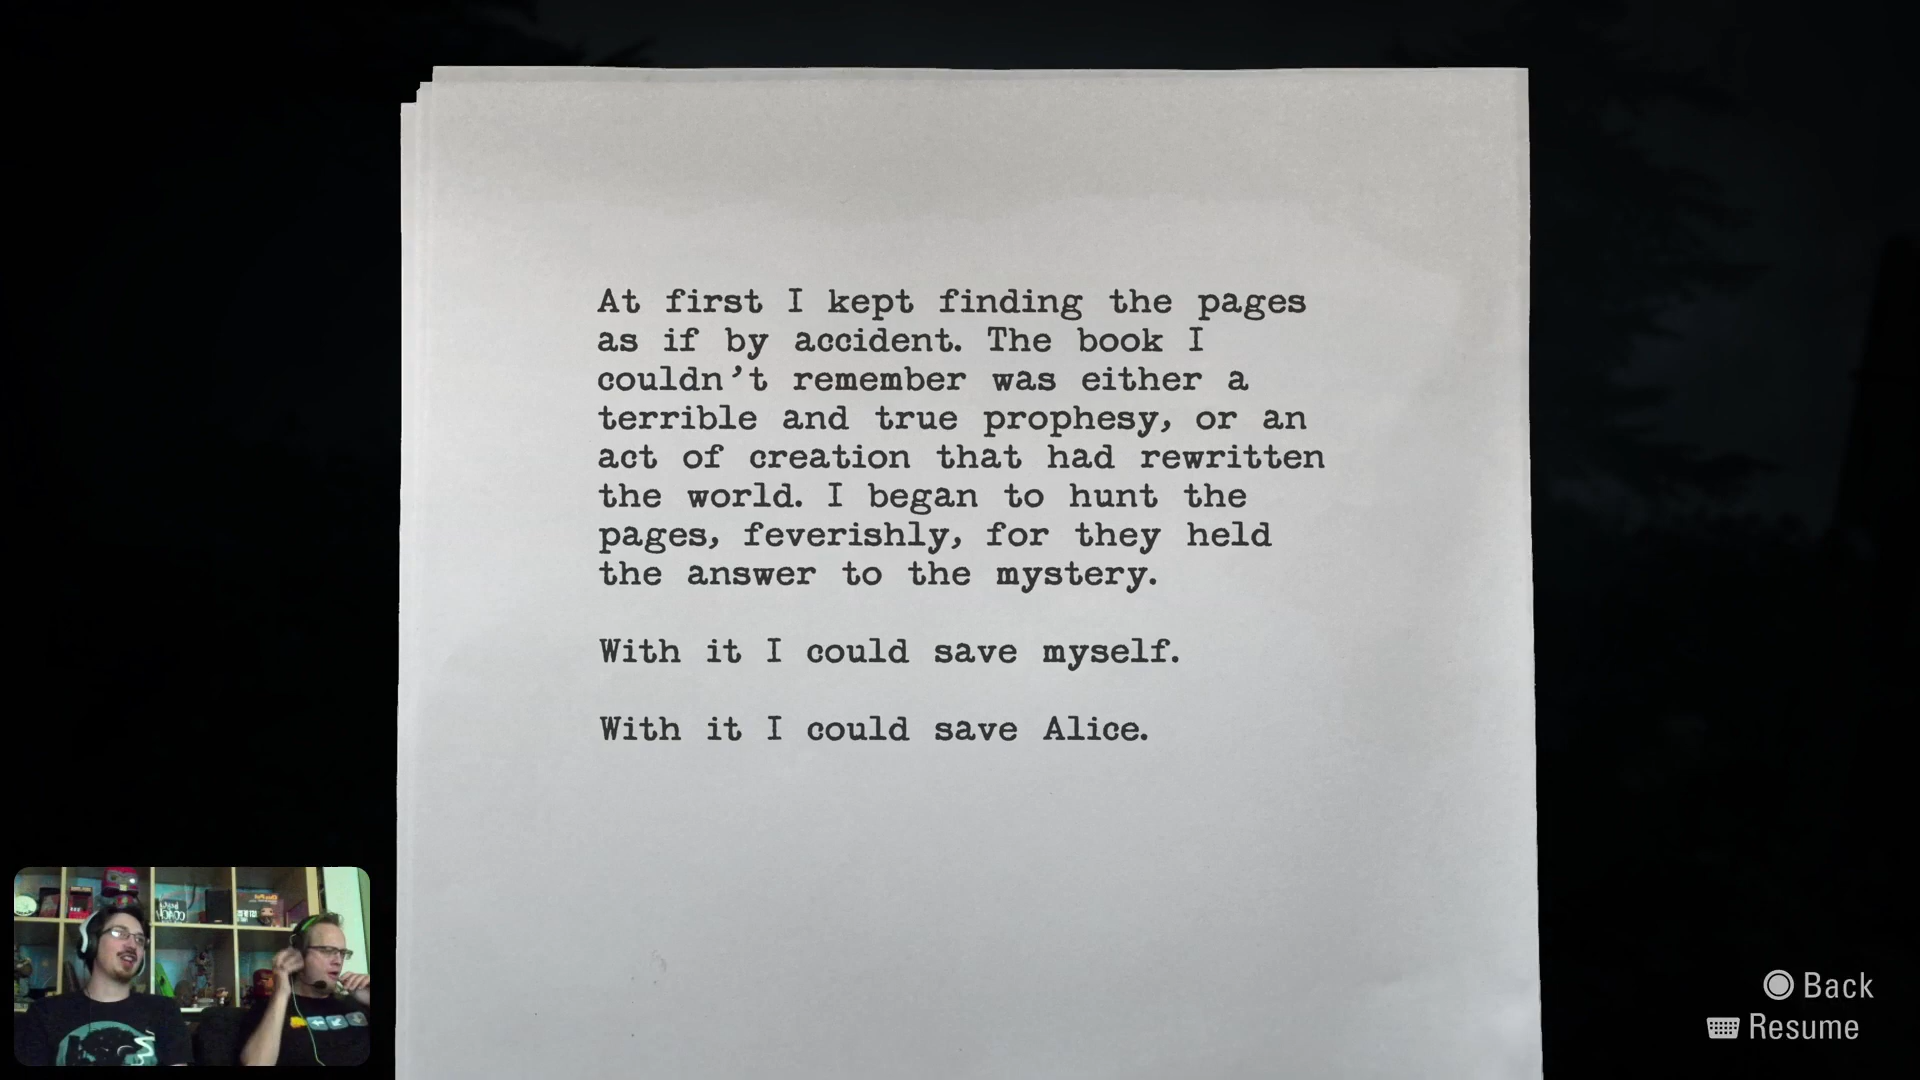 At first I kept finding the pages
as if by accident. The book I
couldn't remember was either a
terrible and true prophesy, or an
act of creation that had rewritten
the world. I began to hunt the
pages, feverishly, for they held
the answer to the mystery.
With it I could save myself.
With it I could save Alice.
Back
Resume